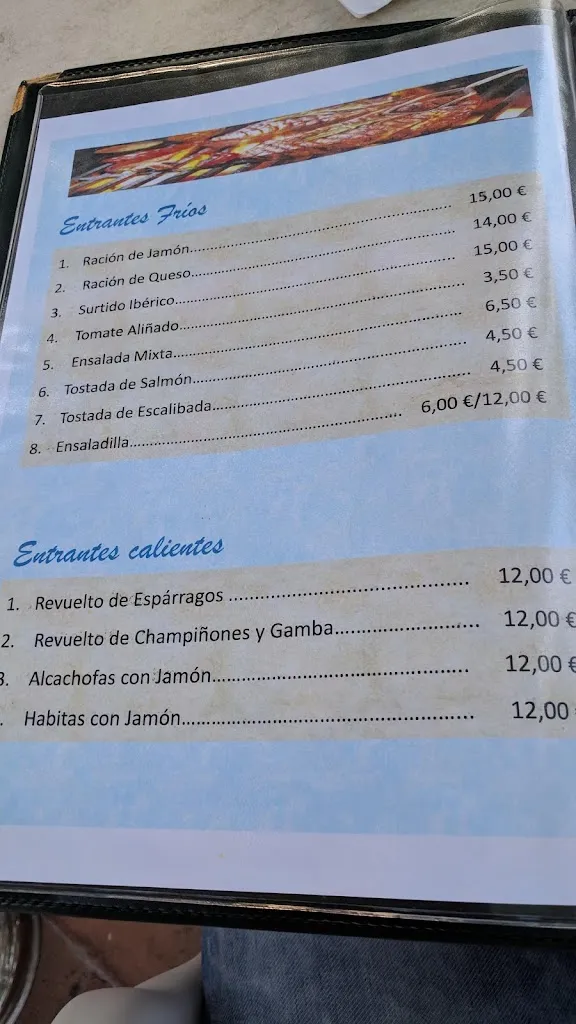 Entrantes Fríos
1. Ración de Jamón........ 15,00 €
2. Ración de Queso........ 14,00 €
3. Surtido Ibérico........ 15,00 €
4. Tomate Aliñado........ 3,50 €
5. Ensalada Mixta........ 6,50 €
6. Tostada de Salmón........ 4,50 €
7. Tostada de Escalibada........ 4,50 €
8. Ensaladilla........ 6,00 €/12,00 €
Entrantes calientes
1. Revuelto de Espárragos ........ 12,00 €
2. Revuelto de Champiñones y Gamba........ 12,00 €
3. Alcachofas con Jamón........ 12,00 €
. Habitas con Jamón........ 12,00